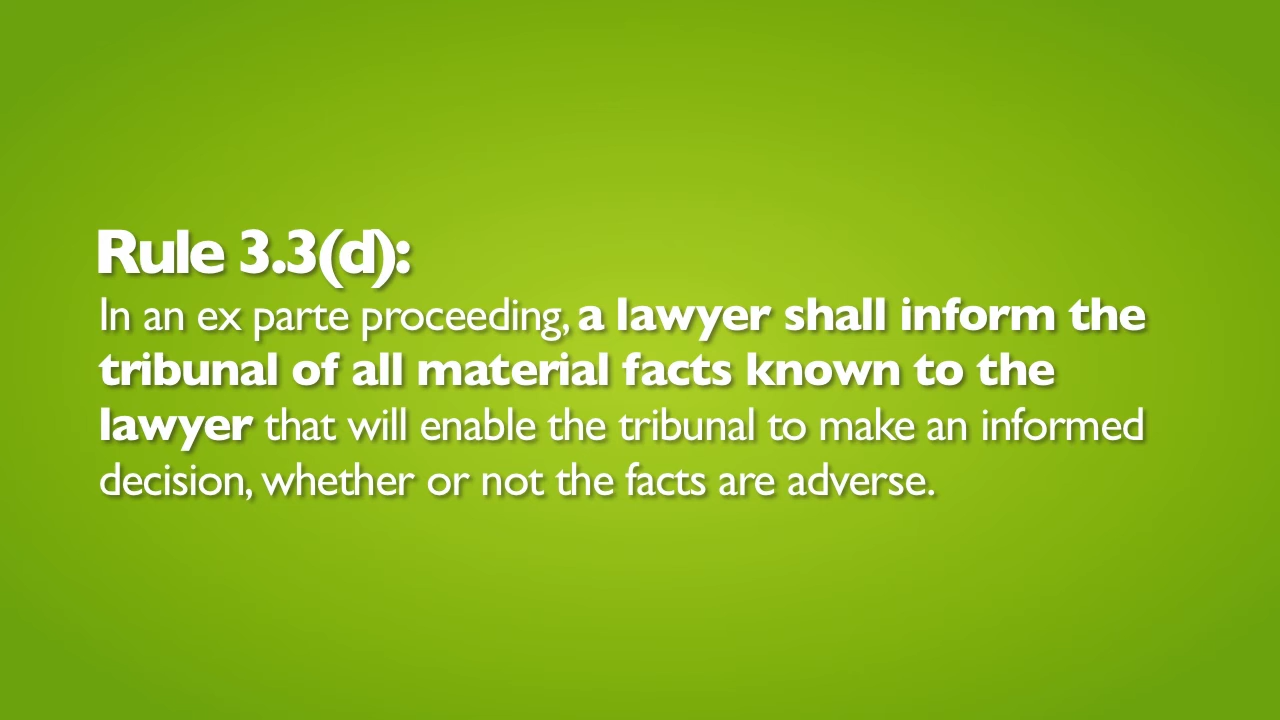 Rule 3.3(d):
In an ex parte proceeding, a lawyer shall inform the
tribunal of all material facts known to the
lawyer that will enable the tribunal to make an informed
decision, whether or not the facts are adverse.